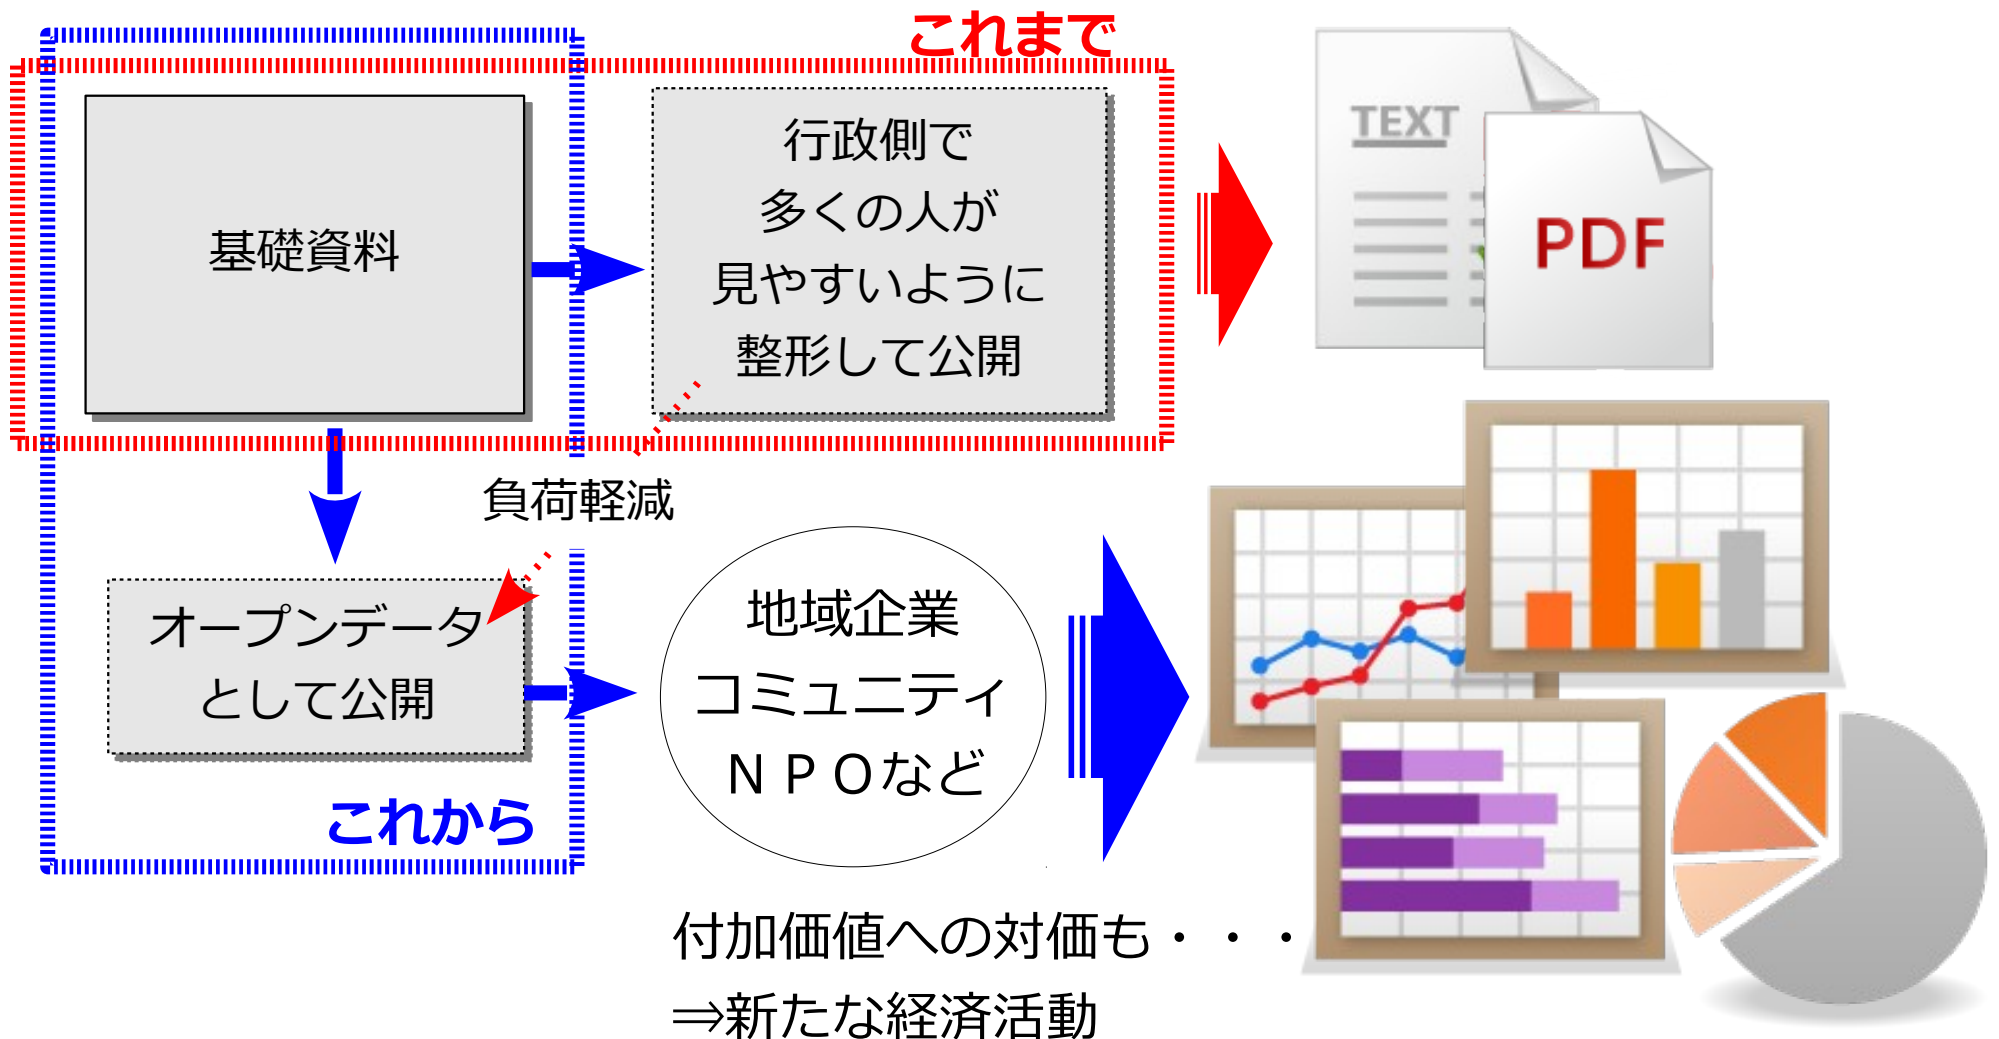 これまで
基礎資料
行政側で
多くの人が
見やすいように
整形して公開
TEXT
PDF
負荷軽減
オープンデータ
として公開
これから
地域企業
コミュニティ
ＮＰＯなど
付加価値への対価も・・・
⇒新たな経済活動